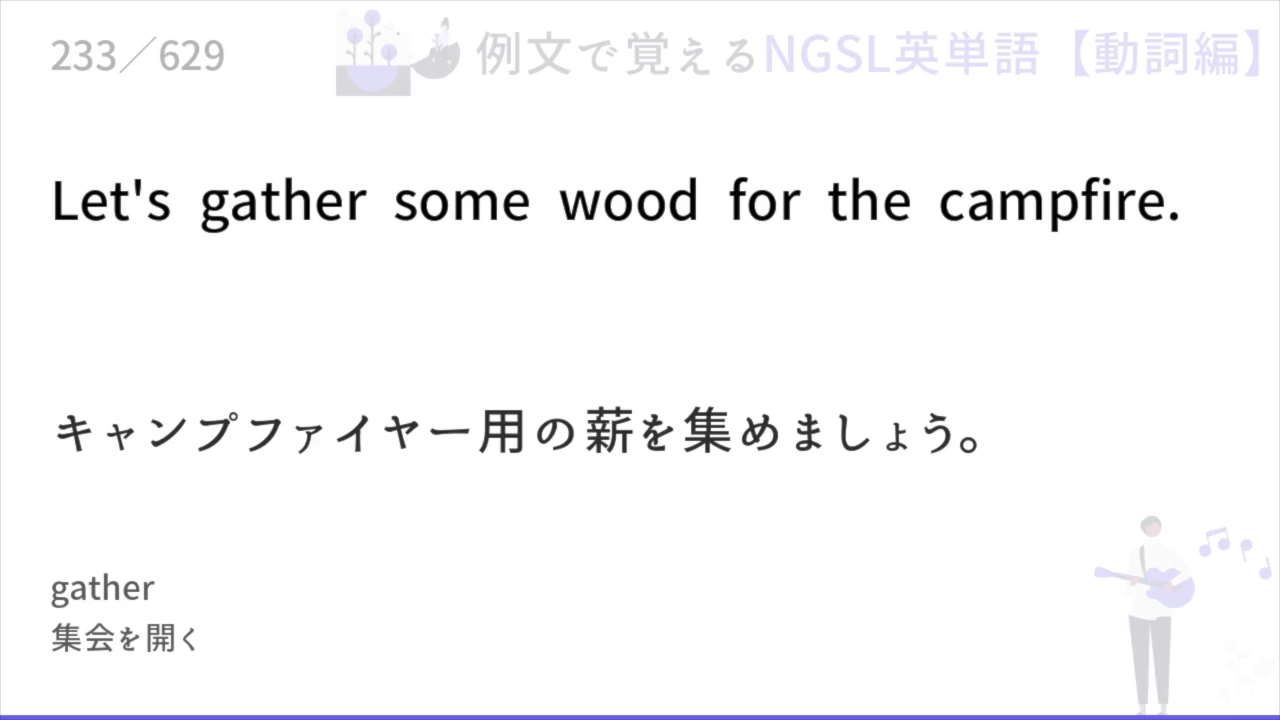 233／629
例文で覚えるNGSL英単語【動詞編】
Let's gather some wood for the campfire.
キャンプファイヤー用の薪を集めましょう。
gather
集会を開く